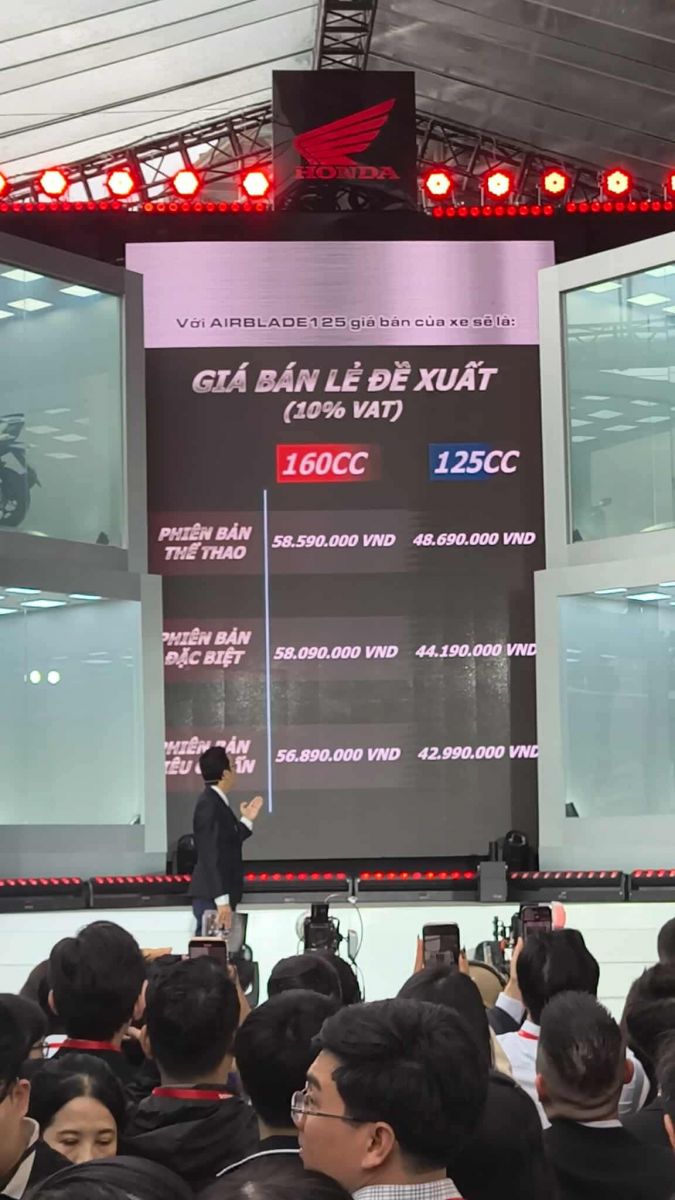 HONDA
Với AIRBLADE125 giá bán của xe sẽ là:
GIÁ BÁN LẺ ĐỀ XUẤT
(10% VAT)
160CC 125CC
PHIÊN BẢN
THỂ THAO
58.590.000 VND 48.690.000 VND
PHIÊN BẢN
ĐẶC BIỆT
58.090.000 VND 44.190.000 VND
PHIÊN BẢN
56.890.000 VND 42.990.000 VND